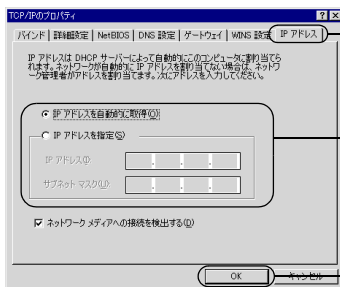 TCP/IPのプロパティ
バインド 詳細設定 NetBIOS DNS 設定 ゲートウェイ WINS 設定 IP アドレス
IP アドレスは DHCP サーバーによって自動的にこのコンピュータに割り当てら
れます。ネットワークが自動的に IP アドレスを割り当てない場合は、ネットワ
ーク管理者がアドレスを割り当てます。次にアドレスを入力してください。
IP アドレスを自動的に取得(O)
IP アドレスを指定(S)
IP アドレス(I):
サブネット マスク(U):
ネットワーク メディアへの接続を検出する(D)
OK キャンセル